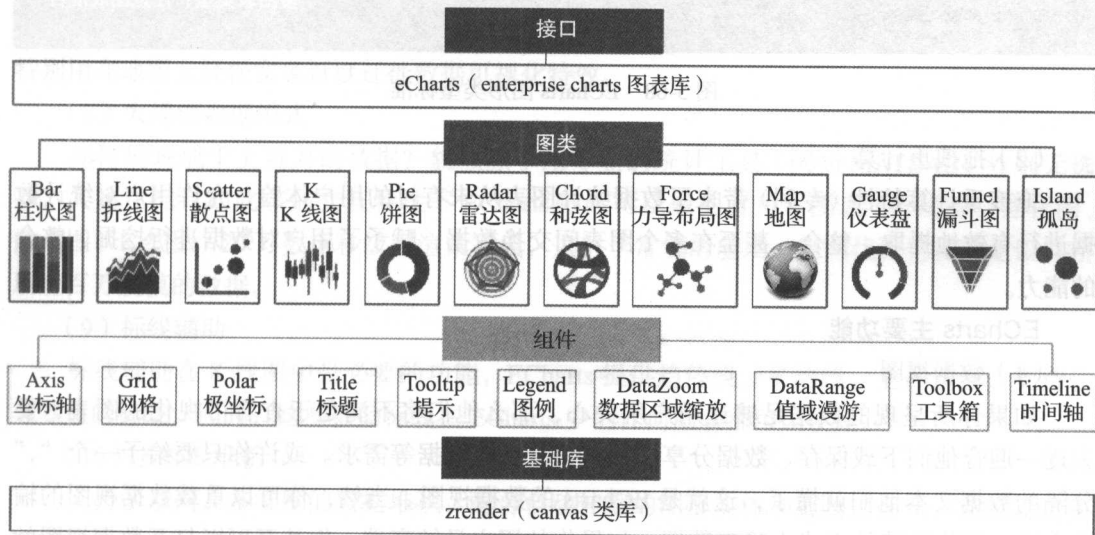 接口
eCharts（enterprise charts 图表库）
图类
Bar
柱状图
Line
折线图
Scatter
散点图
K
K 线图
Pie
饼图
Radar
雷达图
Chord
和弦图
Force
力导布局图
Map
地图
Gauge
仪表盘
Funnel
漏斗图
Island
孤岛
ECharts 主要功能
组件
Axis
坐标轴
Grid
网格
Polar
极坐标
Title
标题
Tooltip
提示
Legend
图例
DataZoom
数据区域缩放
DataRange
值域漫游
Toolbox
工具箱
Timeline
时间轴
基础库
zrender（canvas 类库）